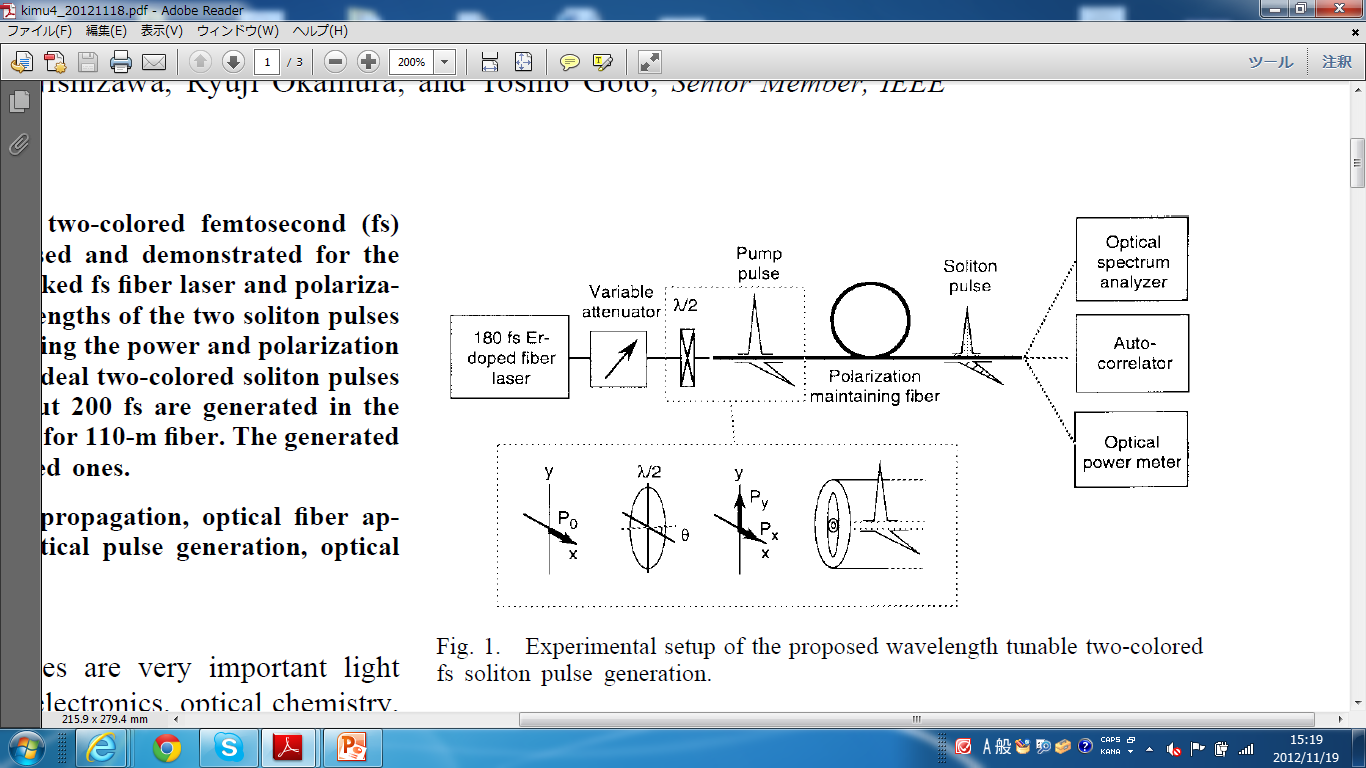 kimu4_20121118.pdf - Adobe Reader
ファイル(F) 編集(E) 表示(V) ウィンドウ(W) ヘルプ(H)
1 / 3 200% ツール 注釈
Nishizawa, Ryuji Okamura, and Toshio Goto, Senior Member, IEEE
two-colored femtosecond (fs)
sed and demonstrated for the
ked fs fiber laser and polariza-
engths of the two soliton pulses
ing the power and polarization
deal two-colored soliton pulses
ut 200 fs are generated in the
for 110-m fiber. The generated
ed ones.
propagation, optical fiber ap-
tical pulse generation, optical
es are very important light
lectronics, optical chemistry,
180 fs Er-
doped fiber
laser
Variable
attenuator
λ/2
Pump
pulse
Polarization
maintaining fiber
Soliton
pulse
Optical
spectrum
analyzer
Auto-
correlator
Optical
power meter
y
P0
x
λ/2
θ
y
Py
Px
x
Fig. 1. Experimental setup of the proposed wavelength tunable two-colored
fs soliton pulse generation.
215.9 x 279.4 mm
A 般
CAPS
KANA
15:19
2012/11/19